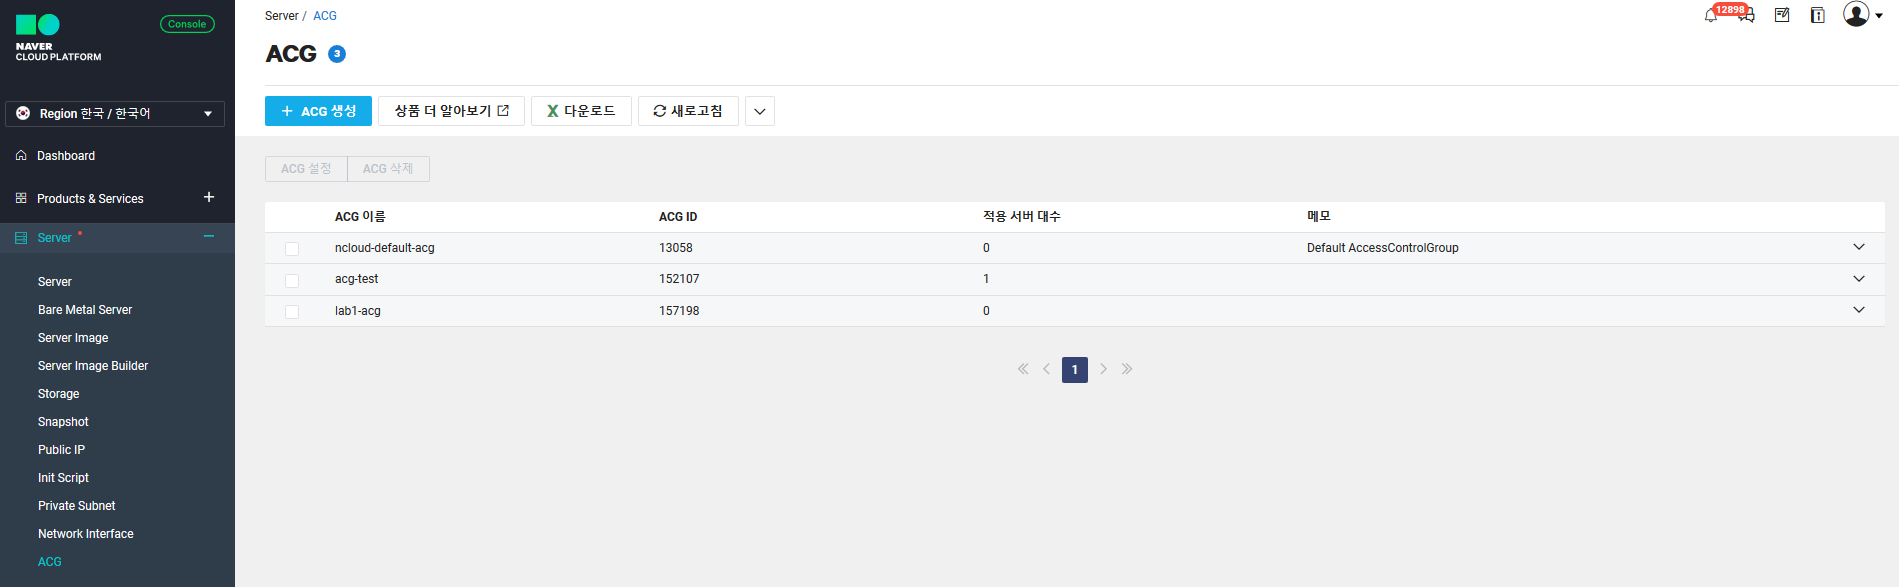 NAVER
CLOUD PLATFORM
Console
Region 한국 / 한국어
Dashboard
Products & Services
Server
Server
Bare Metal Server
Server Image
Server Image Builder
Storage
Snapshot
Public IP
Init Script
Private Subnet
Network Interface
ACG
Server / ACG
12898
ACG 3
+ ACG 생성 상품 더 알아보기 다운로드 새로고침
ACG 설정 ACG 삭제
ACG 이름 ACG ID 적용 서버 대수 메모
ncloud-default-acg 13058 0 Default AccessControlGroup
acg-test 152107 1
lab1-acg 157198 0
1